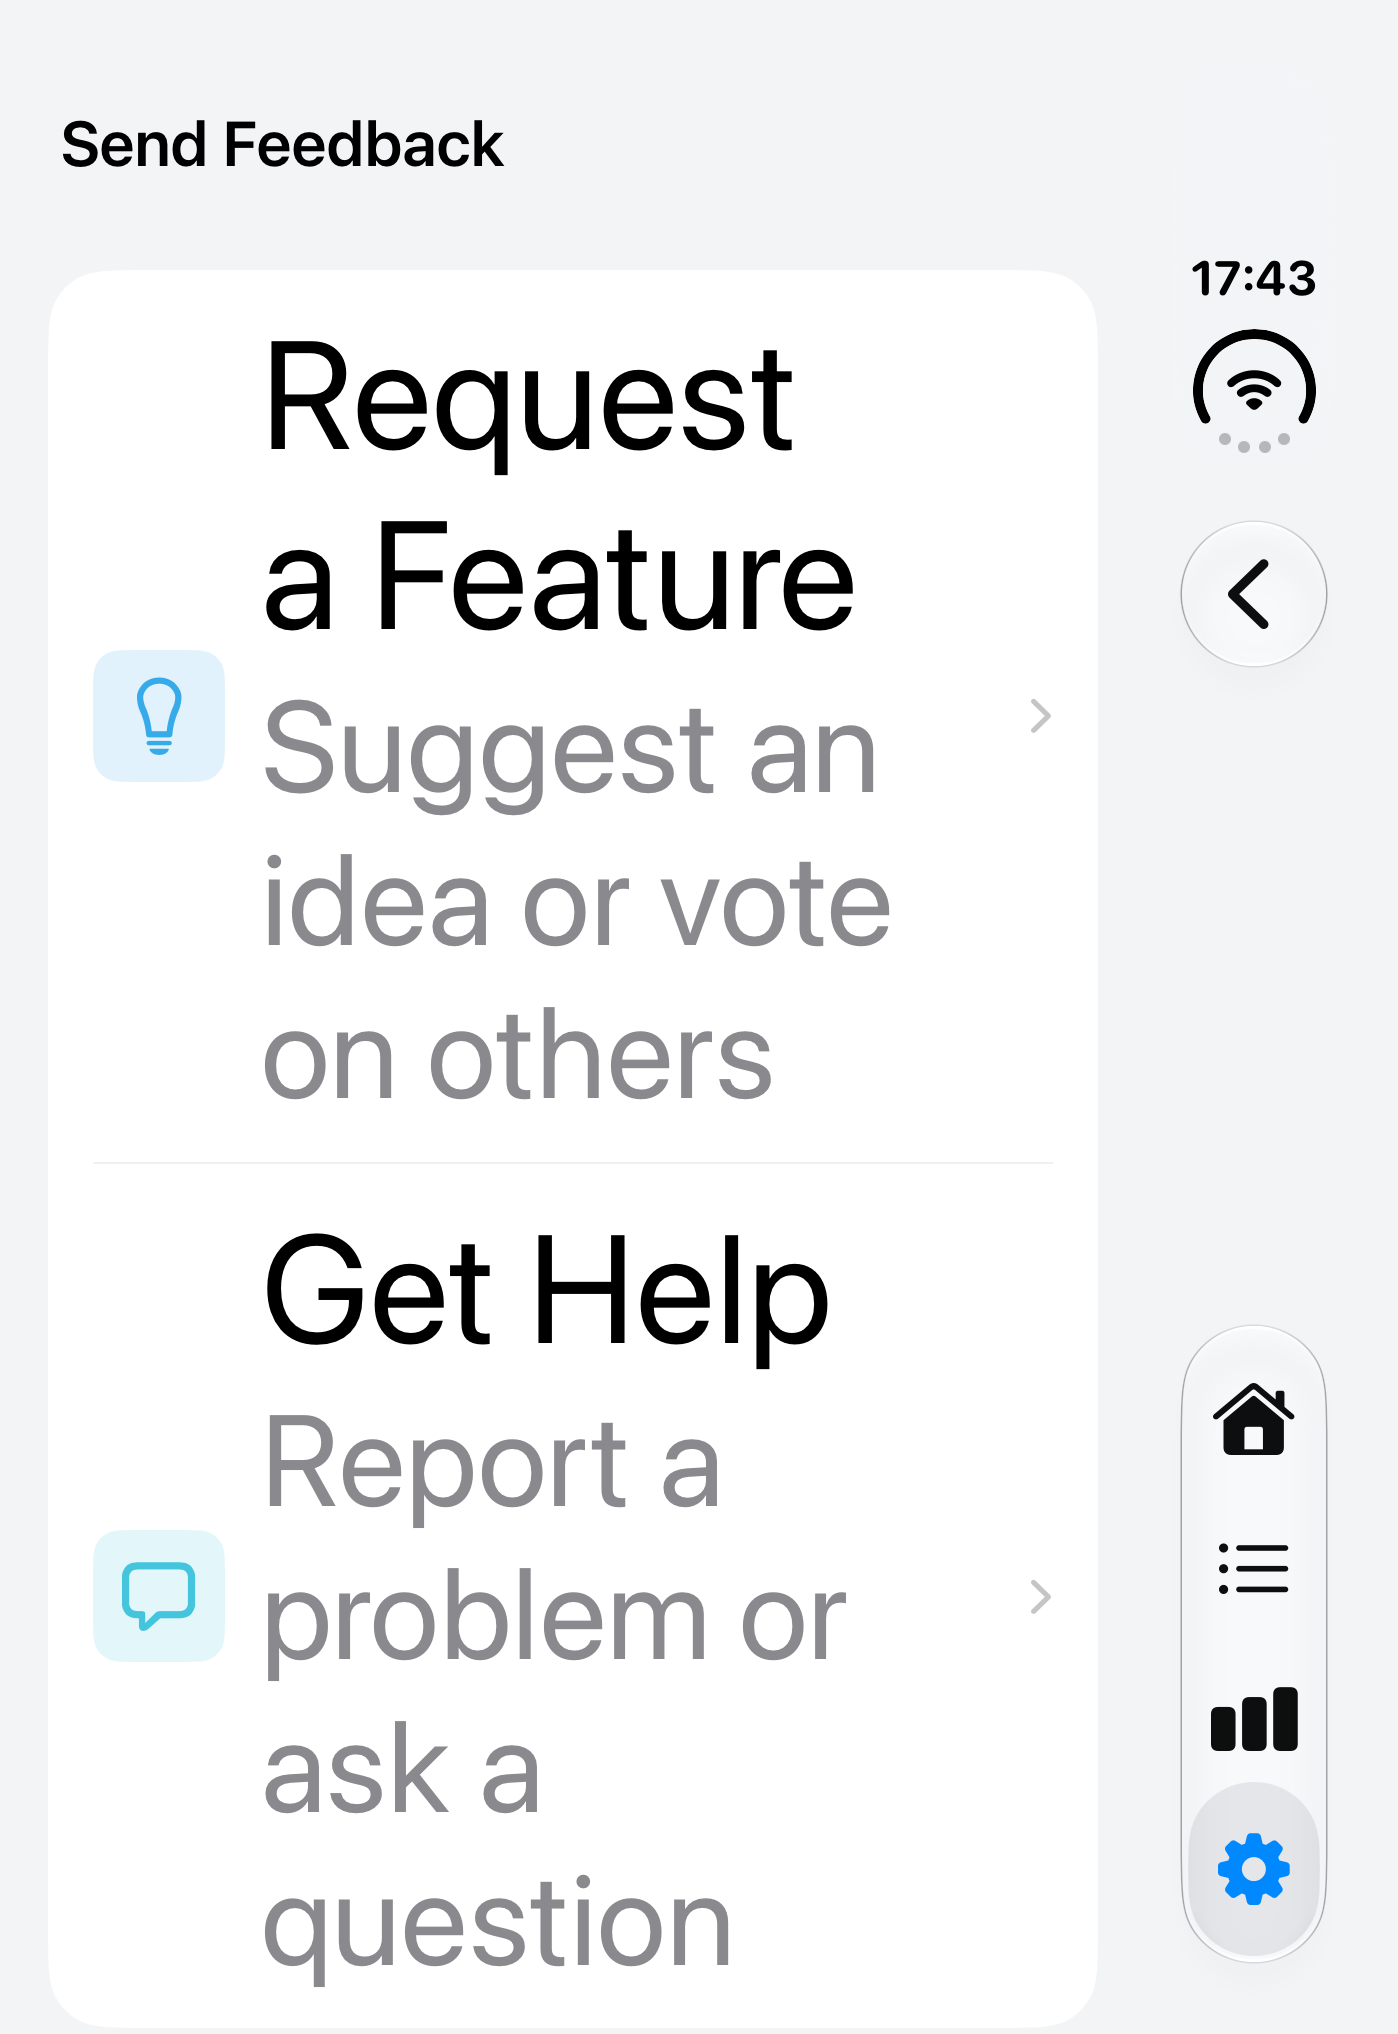 Send Feedback
17:43
Request
a Feature
Suggest an
idea or vote
on others
Get Help
Report a
problem or
ask a
question